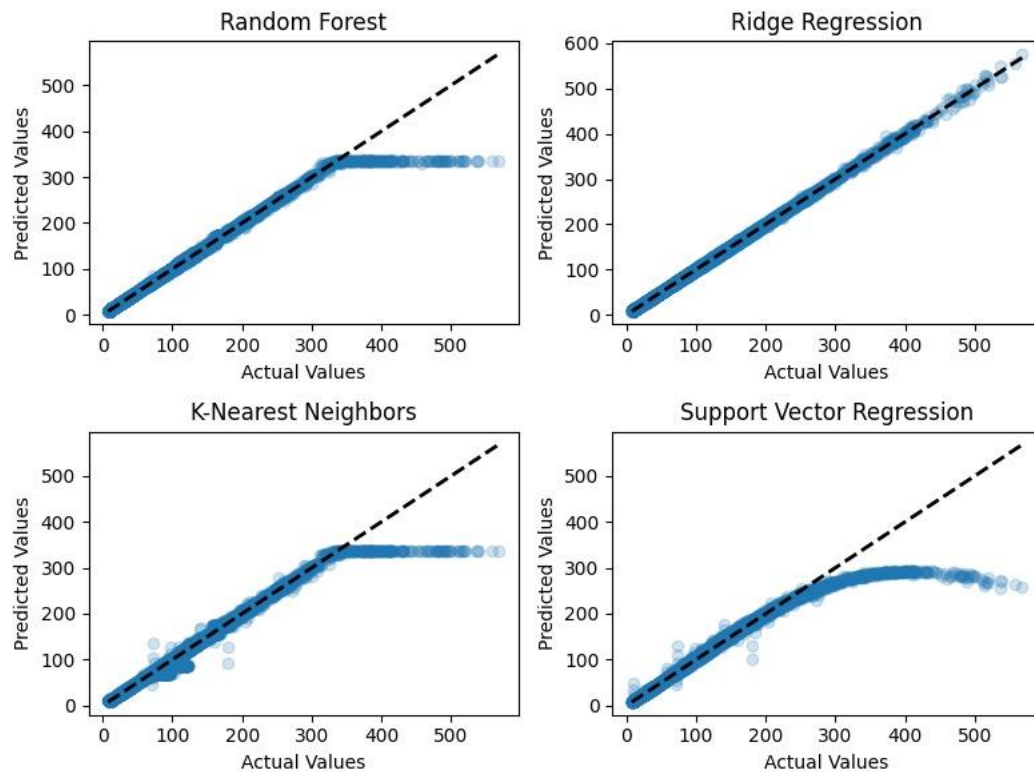 Random Forest
Predicted Values
500
400
300
200
100
0
0 100 200 300 400 500
Actual Values
Ridge Regression
Predicted Values
600
500
400
300
200
100
0
0 100 200 300 400 500
Actual Values
K-Nearest Neighbors
Predicted Values
500
400
300
200
100
0
0 100 200 300 400 500
Actual Values
Support Vector Regression
Predicted Values
500
400
300
200
100
0
0 100 200 300 400 500
Actual Values